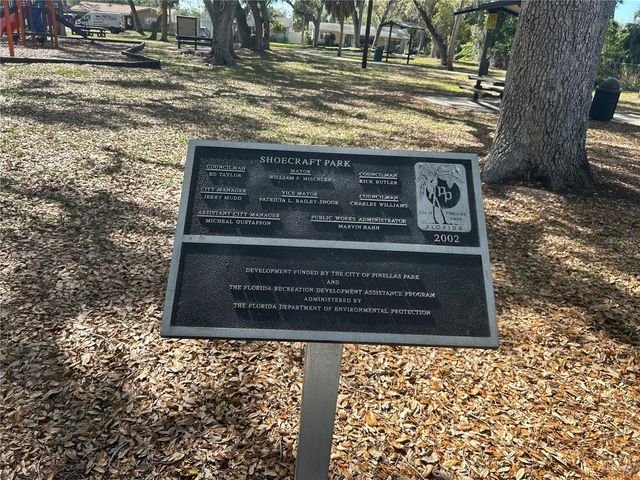 SHOECRAFT PARK
COUNCILMAN
ED TAYLOR
MAYOR
WILLIAM F. MISCHLER
COUNCILMAN
RICK BUTLER
CITY MANAGER
JERRY MUDD
VICE MAYOR
PATRICIA L. BAILEY-SNOOK
COUNCILMAN
CHARLES WILLIAMS
ASSISTANT CITY MANAGER
MICHEAL GUSTAFSON
PUBLIC WORKS ADMINISTRATOR
MARVIN HAHN
PP
City of PINELLAS
PARK
FLORIDA
2002
DEVELOPMENT FUNDED BY THE CITY OF PINELLAS PARK
AND
THE FLORIDA RECREATION DEVELOPMENT ASSISTANCE PROGRAM
ADMINISTERED BY
THE FLORIDA DEPARTMENT OF ENVIRONMENTAL PROTECTION